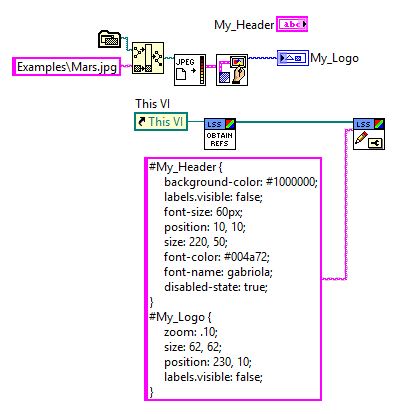 My_Header
abc
Examples\Mars.jpg
JPEG
My_Logo
This VI
This VI
LSS
OBTAIN
REFS
LSS
#My_Header {
background-color: #1000000;
labels.visible: false;
font-size: 60px;
position: 10, 10;
size: 220, 50;
font-color: #004a72;
font-name: gabriola;
disabled-state: true;
}
#My_Logo {
zoom: .10;
size: 62, 62;
position: 230, 10;
labels.visible: false;
}